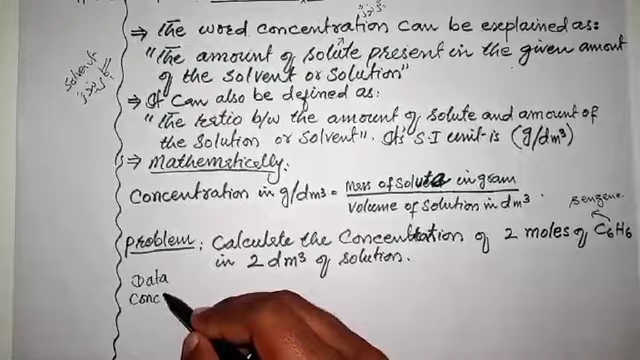 ⇒ The word concentration can be explained as:
"The amount of solute present in the given amont
of the solvent or solution"
solvent
⇒ It can also be defined as:
"The ratio b/w the amount of solute and amount of
the solution or solvent". Its S.I unit is (g/dm³)
⇒ Mathematically:
Concentration in g/dm³ = Mass of solute in gram
Volume of solution in dm³.
Benzene
Problem: Calculate the Concentration of 2 moles of C6H6
in 2 dm³ of solution.
Data
Conc